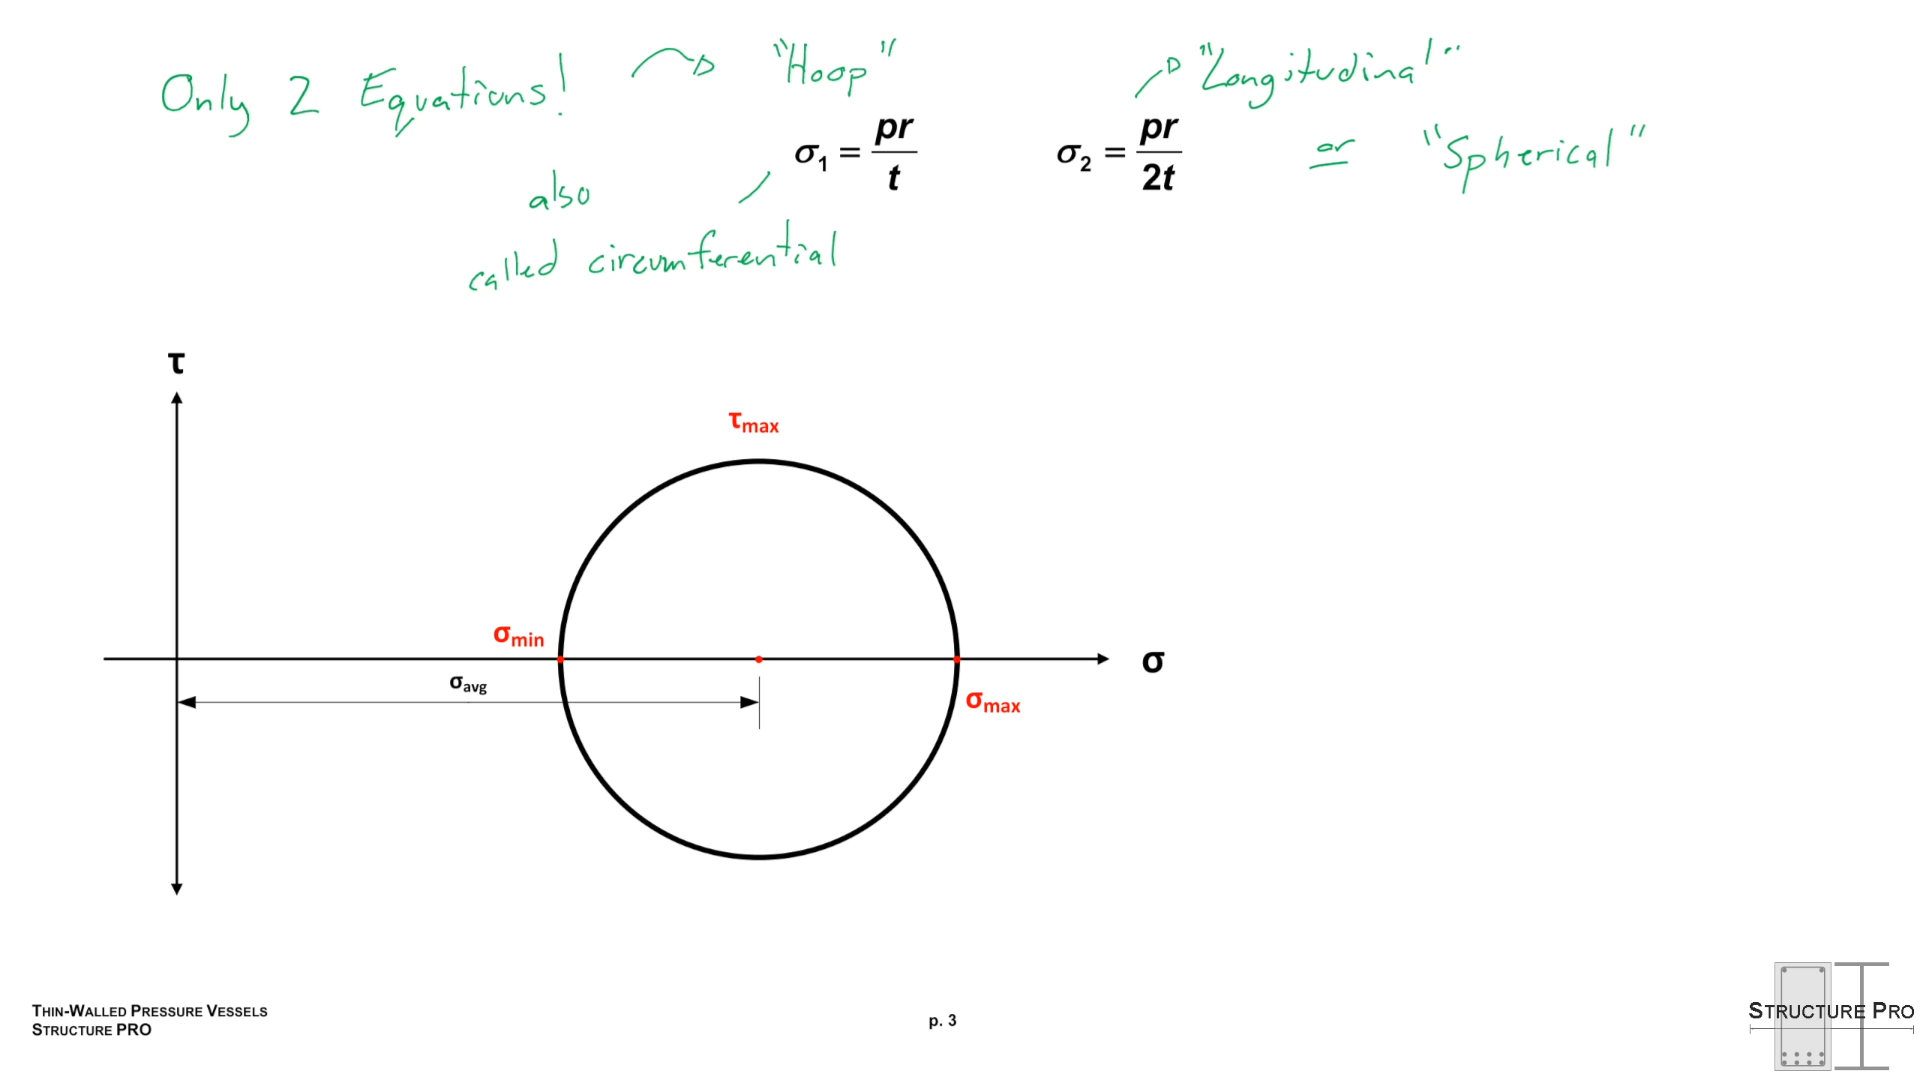 Only 2 Equations!
"Hoop"
"Longitudinal"
σ₁ = pr/t
σ₂ = pr/2t
or "Spherical"
also
called circumferential
τ
τmax
σmin
σ
σavg
σmax
THIN-WALLED PRESSURE VESSELS
STRUCTURE PRO
p. 3
STRUCTURE PRO